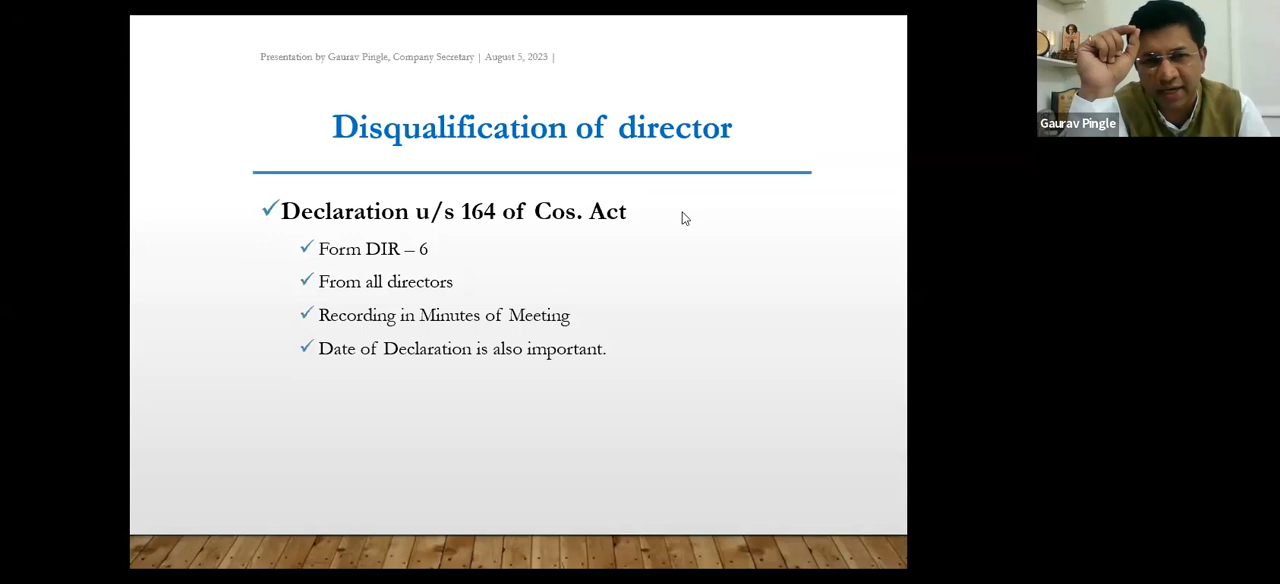 Presentation by Gaurav Pingle, Company Secretary | August 5, 2023 |
Disqualification of director
Declaration u/s 164 of Cos. Act
Form DIR – 6
From all directors
Recording in Minutes of Meeting
Date of Declaration is also important.
Gaurav Pingle